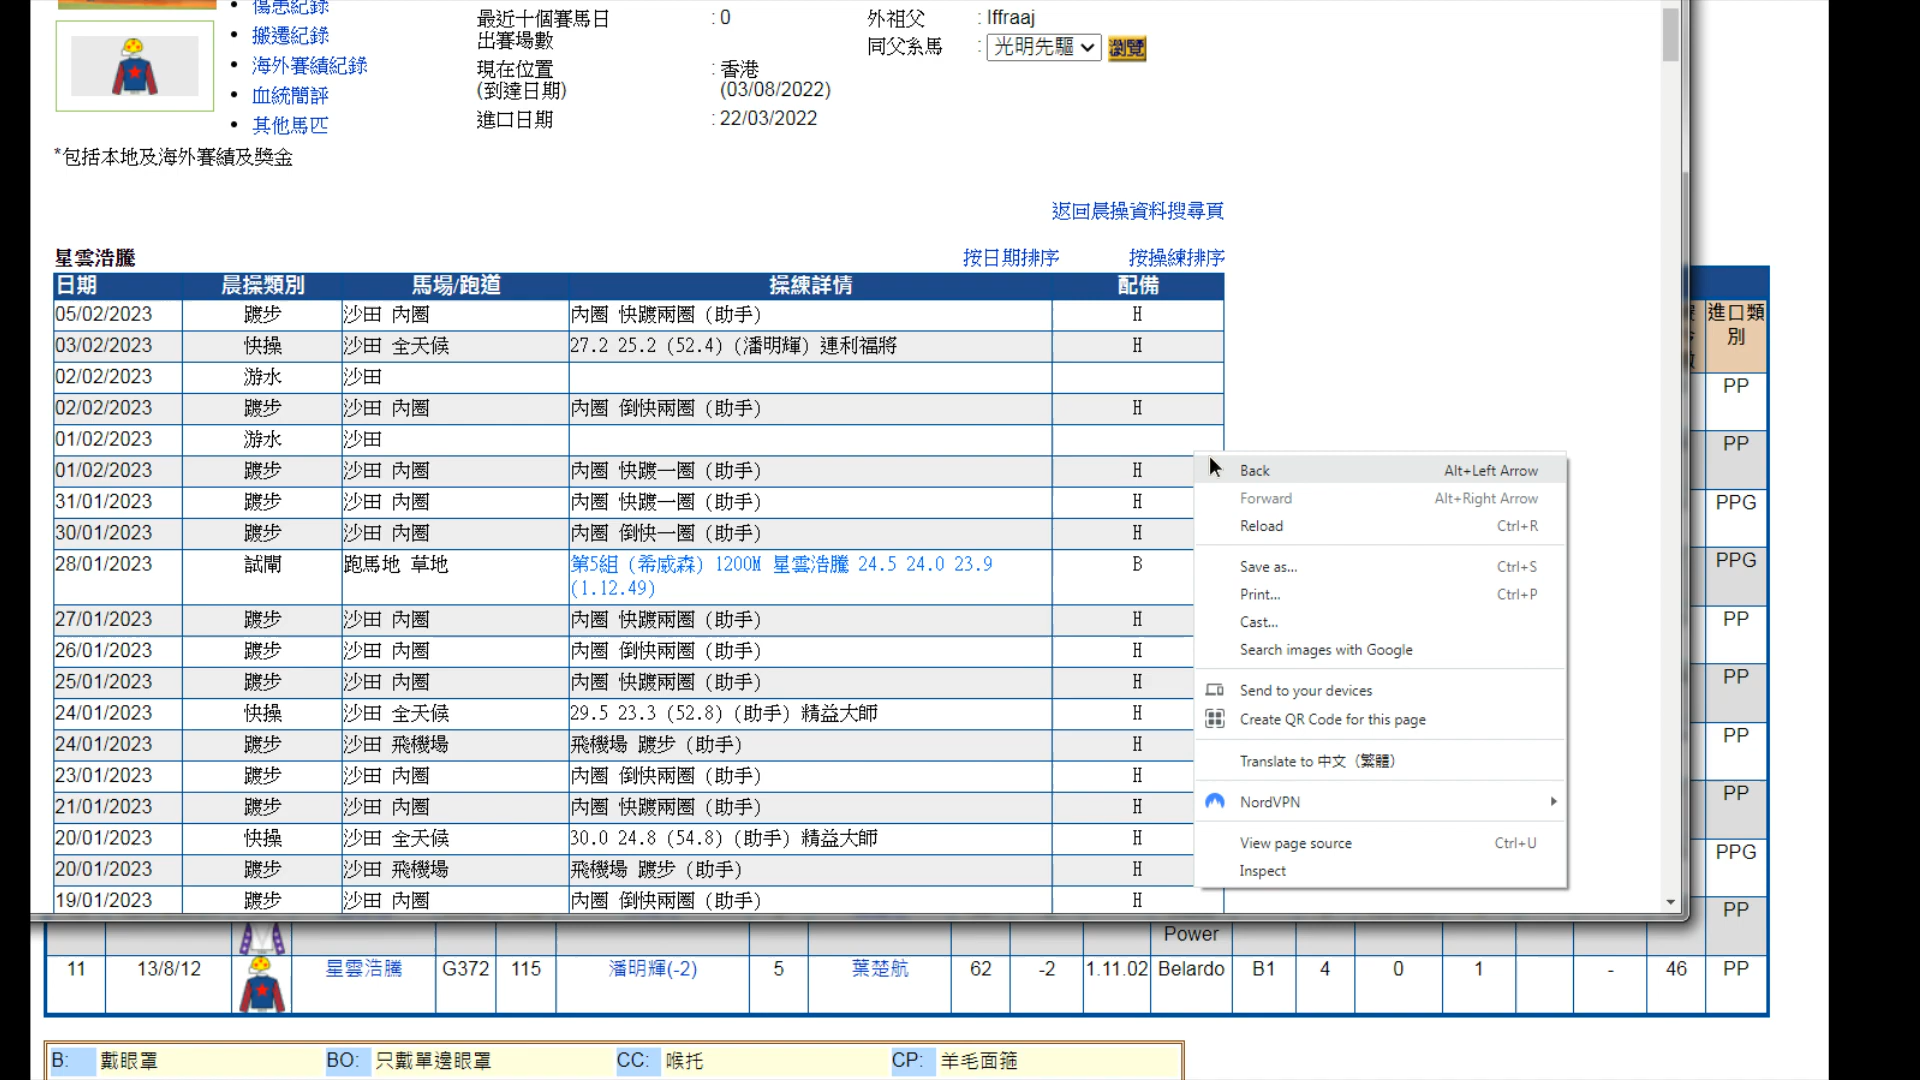 傷患紀錄
搬遷紀錄
海外賽績紀錄
血統簡評
其他馬匹
*包括本地及海外賽績及獎金
最近十個賽馬日
出賽場數
: 0
現在位置
(到達日期)
: 香港
(03/08/2022)
進口日期
: 22/03/2022
外祖父 : Iffraaj
同父系馬 : 光明先驅 瀏覽
返回晨操資料搜尋頁
星雲浩騰 按日期排序 按操練排序
日期 晨操類別 馬場/跑道 操練詳情 配備
05/02/2023 踱步 沙田 內圈 內圈 快踱兩圈 (助手) H
03/02/2023 快操 沙田 全天候 27.2 25.2 (52.4) (潘明輝) 連利福將 H
02/02/2023 游水 沙田
02/02/2023 踱步 沙田 內圈 內圈 倒快兩圈 (助手) H
01/02/2023 游水 沙田
01/02/2023 踱步 沙田 內圈 內圈 快踱一圈 (助手) H
31/01/2023 踱步 沙田 內圈 內圈 快踱一圈 (助手) H
30/01/2023 踱步 沙田 內圈 內圈 倒快一圈 (助手) H
28/01/2023 試閘 跑馬地 草地 第5組 (希威森) 1200M 星雲浩騰 24.5 24.0 23.9
(1.12.49) B
27/01/2023 踱步 沙田 內圈 內圈 快踱兩圈 (助手) H
26/01/2023 踱步 沙田 內圈 內圈 倒快兩圈 (助手) H
25/01/2023 踱步 沙田 內圈 內圈 快踱兩圈 (助手) H
24/01/2023 快操 沙田 全天候 29.5 23.3 (52.8) (助手) 精益大師 H
24/01/2023 踱步 沙田 飛機場 飛機場 踱步 (助手) H
23/01/2023 踱步 沙田 內圈 內圈 倒快兩圈 (助手) H
21/01/2023 踱步 沙田 內圈 內圈 快踱兩圈 (助手) H
20/01/2023 快操 沙田 全天候 30.0 24.8 (54.8) (助手) 精益大師 H
20/01/2023 踱步 沙田 飛機場 飛機場 踱步 (助手) H
19/01/2023 踱步 沙田 內圈 內圈 倒快兩圈 (助手) H
Back Alt+Left Arrow
Forward Alt+Right Arrow
Reload Ctrl+R
Save as... Ctrl+S
Print... Ctrl+P
Cast...
Search images with Google
Send to your devices
Create QR Code for this page
Translate to 中文（繁體）
NordVPN
View page source Ctrl+U
Inspect
進口類
別
PP
PP
PPG
PPG
PP
PP
PP
PP
PPG
PP
Power
11 13/8/12 星雲浩騰 G372 115 潘明輝(-2) 5 葉楚航 62 -2 1.11.02 Belardo B1 4 0 1 - 46 PP
B: 戴眼罩 BO: 只戴單邊眼罩 CC: 喉托 CP: 羊毛面箍